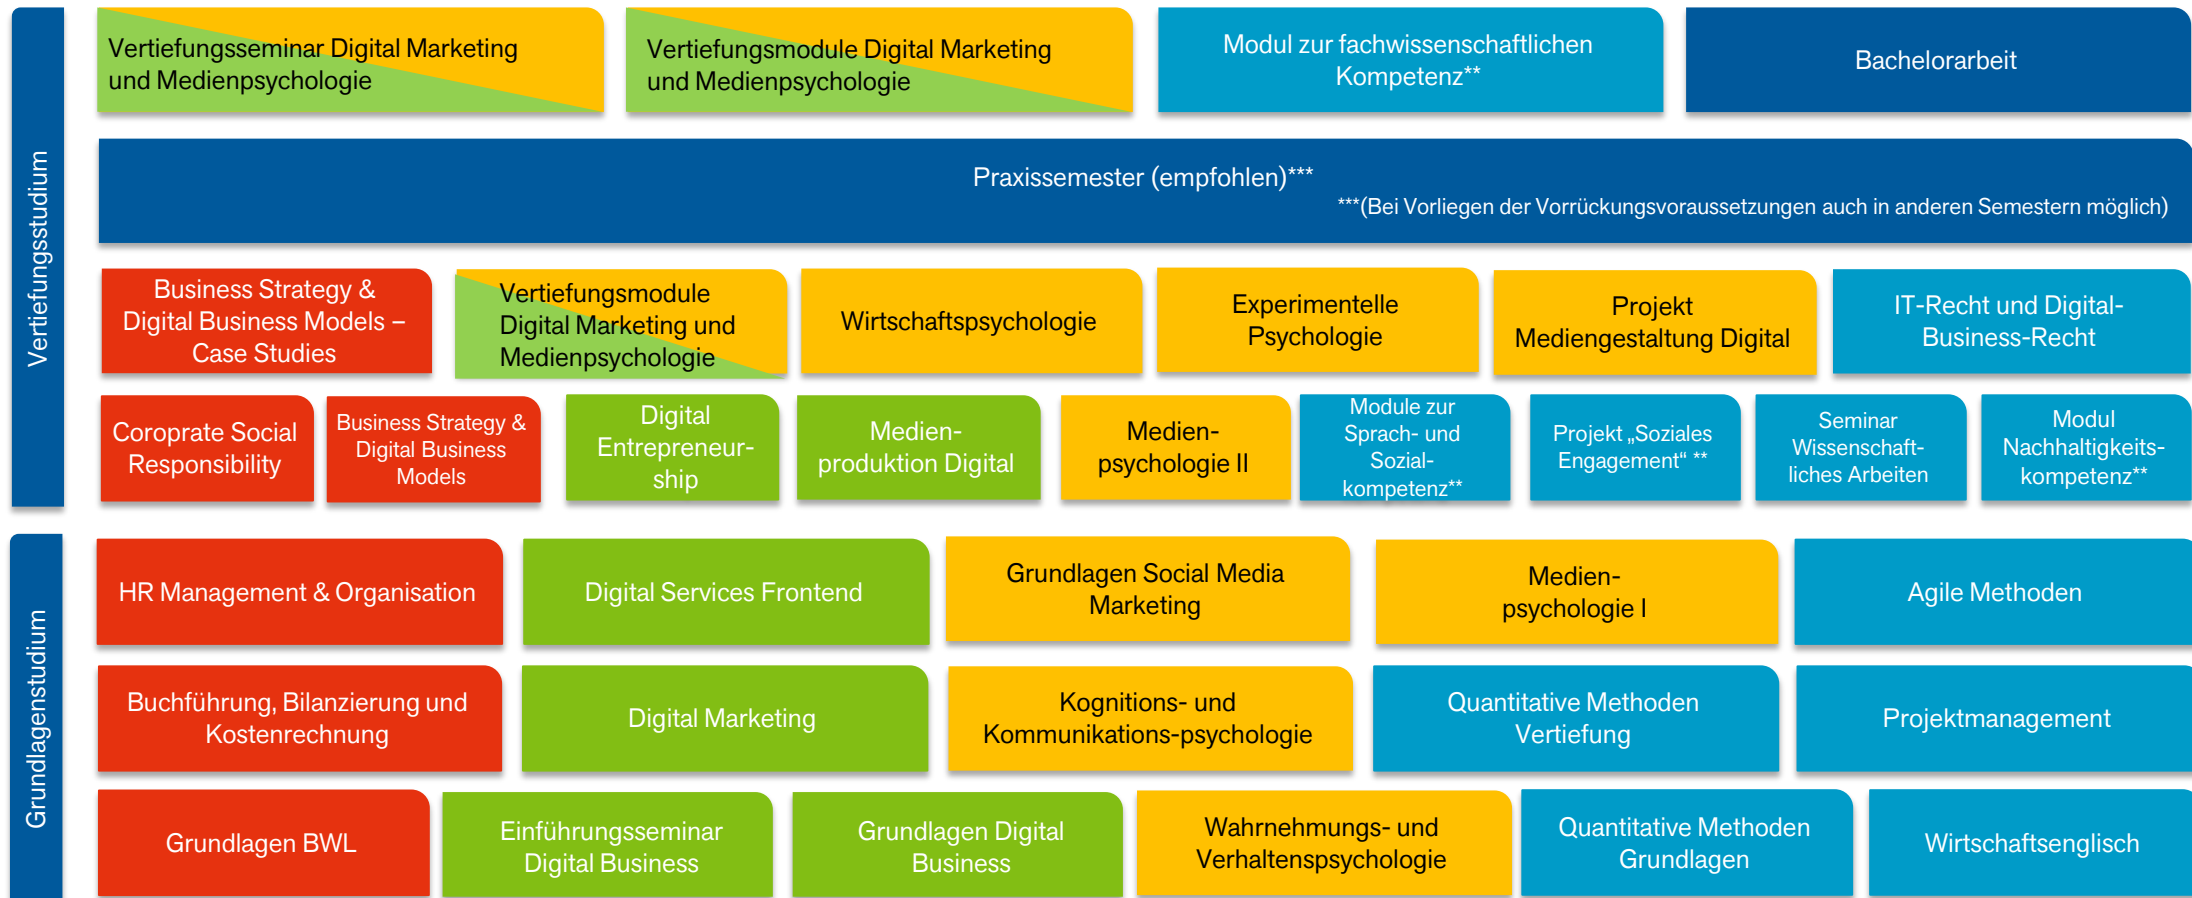 Vertiefungsstudium
Vertiefungsseminar Digital Marketing
und Medienpsychologie
Vertiefungsmodule Digital Marketing
und Medienpsychologie
Modul zur fachwissenschaftlichen
Kompetenz**
Bachelorarbeit
Praxissemester (empfohlen)***
***(Bei Vorliegen der Vorrückungsvoraussetzungen auch in anderen Semestern möglich)
Business Strategy &
Digital Business Models –
Case Studies
Vertiefungsmodule
Digital Marketing und
Medienpsychologie
Wirtschaftspsychologie
Experimentelle
Psychologie
Projekt
Mediengestaltung Digital
IT-Recht und Digital-
Business-Recht
Coroprate Social
Responsibility
Business Strategy &
Digital Business
Models
Digital
Entrepreneur-
ship
Medien-
produktion Digital
Medien-
psychologie II
Module zur
Sprach- und
Sozial-
kompetenz**
Projekt „Soziales
Engagement“ **
Seminar
Wissenschaft-
liches Arbeiten
Modul
Nachhaltigkeits-
kompetenz**
Grundlagenstudium
HR Management & Organisation
Digital Services Frontend
Grundlagen Social Media
Marketing
Medien-
psychologie I
Agile Methoden
Buchführung, Bilanzierung und
Kostenrechnung
Digital Marketing
Kognitions- und
Kommunikations-psychologie
Quantitative Methoden
Vertiefung
Projektmanagement
Grundlagen BWL
Einführungsseminar
Digital Business
Grundlagen Digital
Business
Wahrnehmungs- und
Verhaltenspsychologie
Quantitative Methoden
Grundlagen
Wirtschaftsenglisch